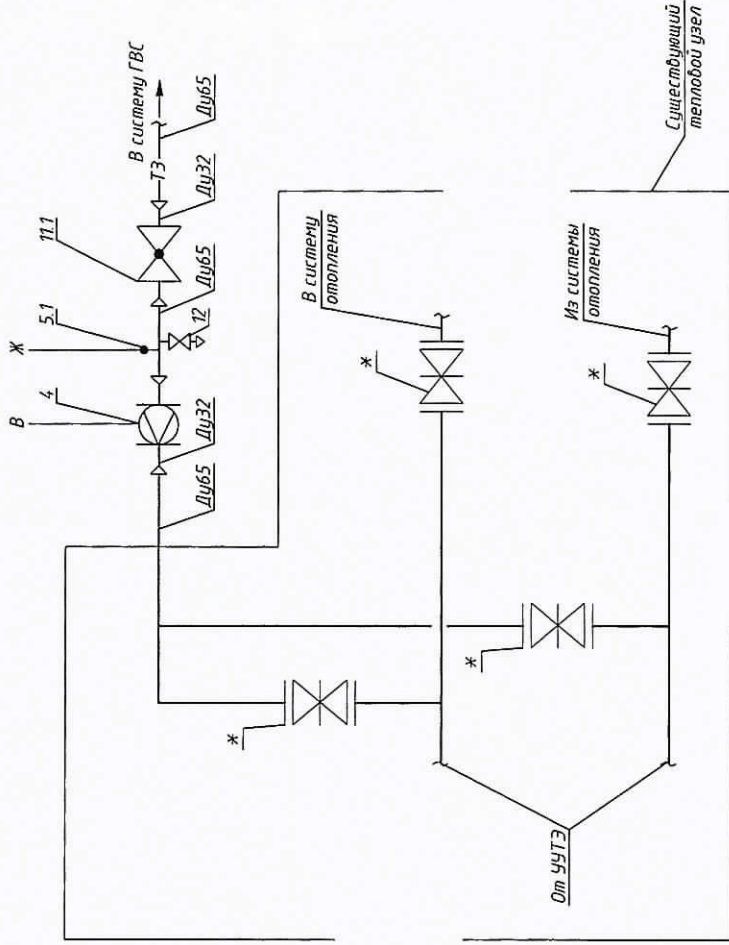 В систему ГВС
Т3
Ду65
Ду32
11.1
Ду65
5.1
12
Ж
4
В
Ду32
Ду65
В систему
отопления
*
Из системы
отопления
*
*
*
От УУТЭ
Существующий
тепловой узел